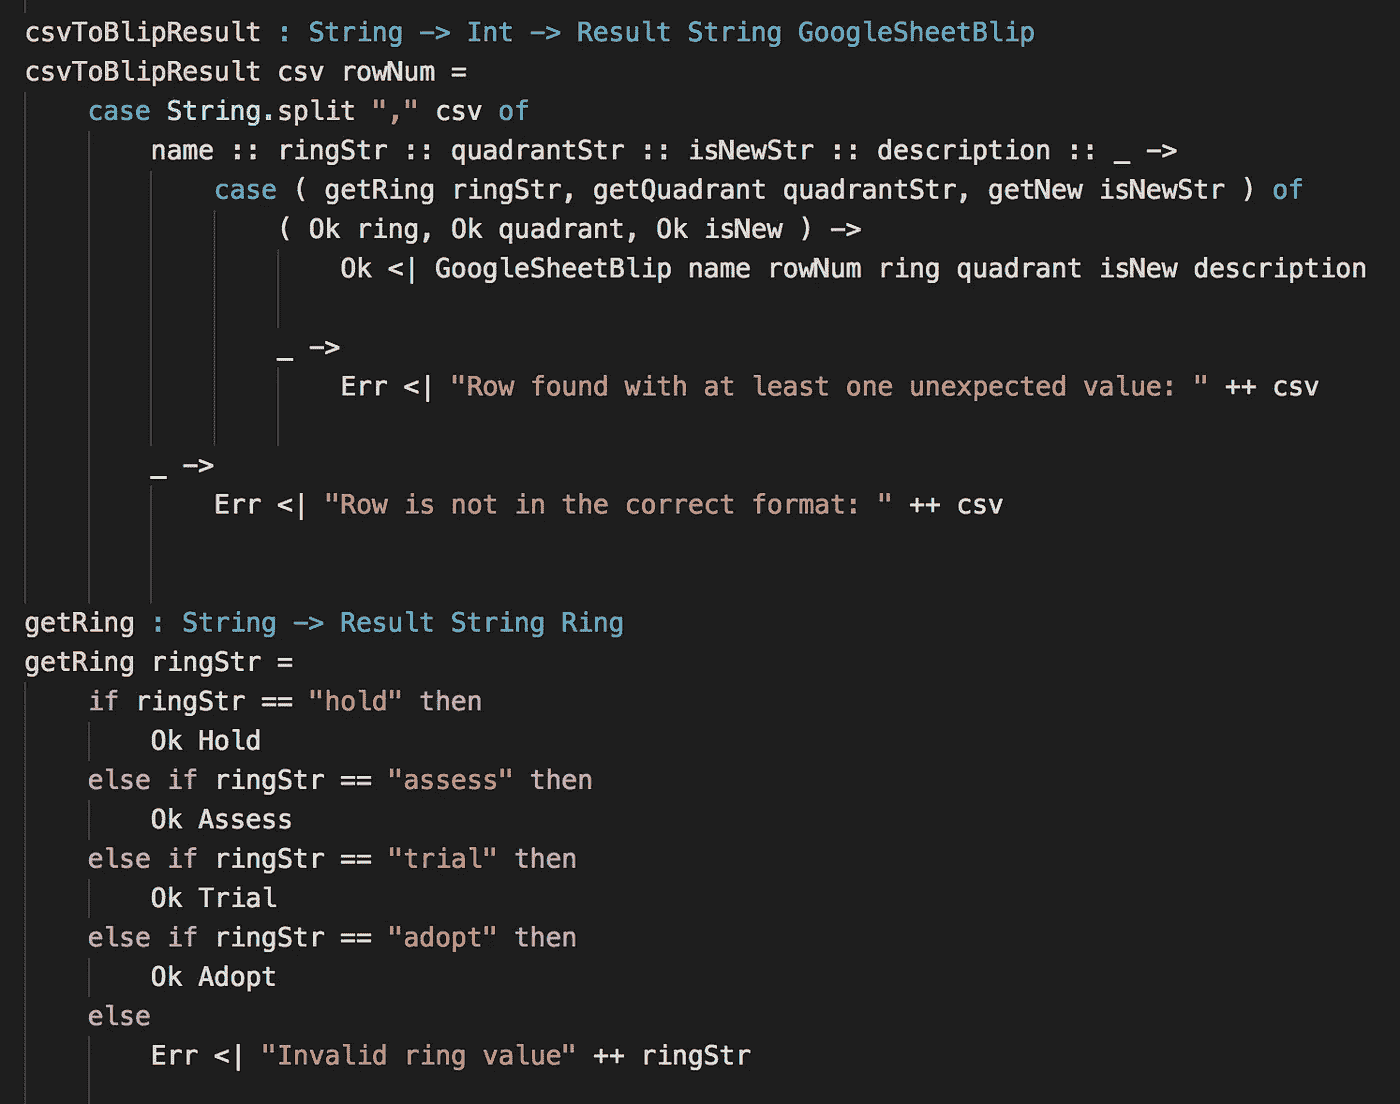 csvToBlipResult : String -> Int -> Result String GoogleSheetBlip
csvToBlipResult csv rowNum =
    case String.split "," csv of
        name :: ringStr :: quadrantStr :: isNewStr :: description :: _ ->
            case ( getRing ringStr, getQuadrant quadrantStr, getNew isNewStr ) of
                ( Ok ring, Ok quadrant, Ok isNew ) ->
                    Ok <| GoogleSheetBlip name rowNum ring quadrant isNew description
                _ ->
                    Err <| "Row found with at least one unexpected value: " ++ csv
        _ ->
            Err <| "Row is not in the correct format: " ++ csv
getRing : String -> Result String Ring
getRing ringStr =
    if ringStr == "hold" then
        Ok Hold
    else if ringStr == "assess" then
        Ok Assess
    else if ringStr == "trial" then
        Ok Trial
    else if ringStr == "adopt" then
        Ok Adopt
    else
        Err <| "Invalid ring value" ++ ringStr